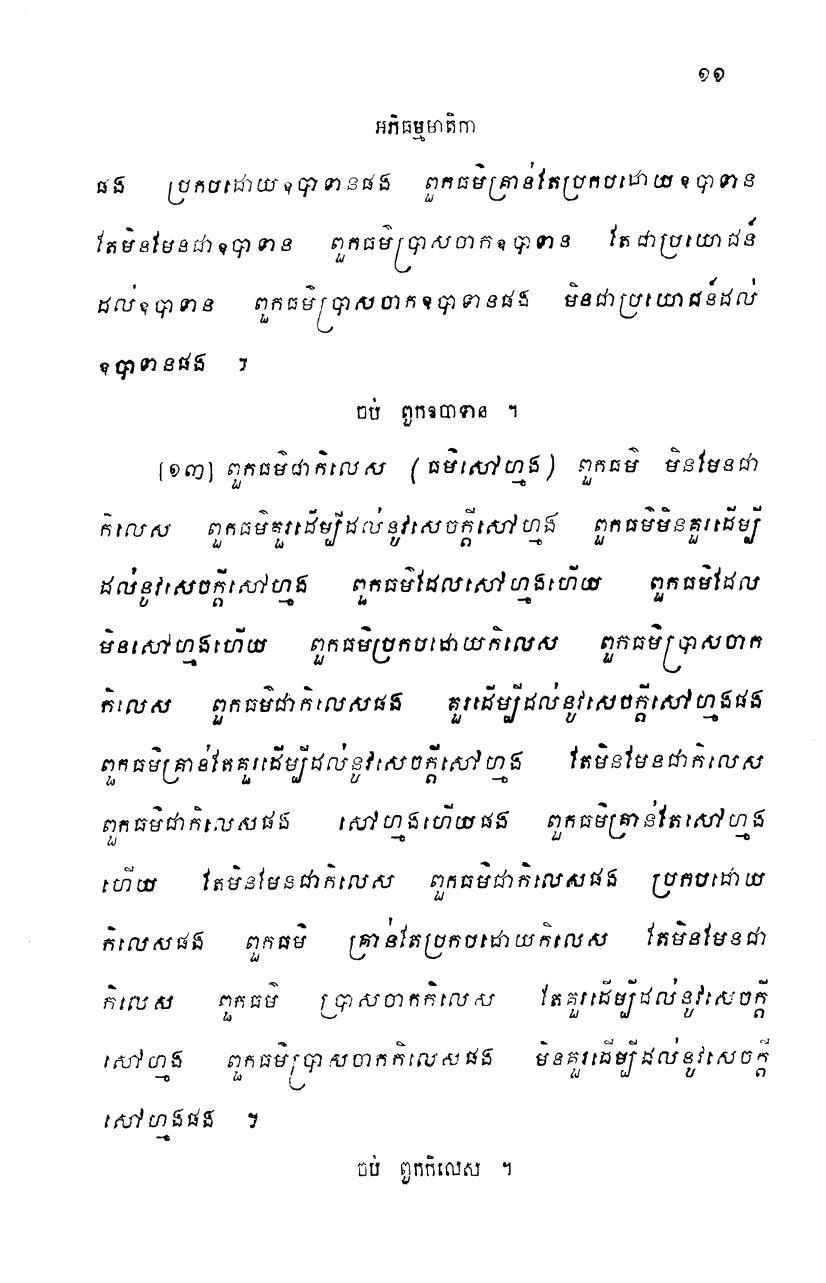 ១១
អភិធម្មមាតិកា
ផង ប្រកបដោយឧបាទានផង ពួកធម៌គ្រាន់តែប្រកបដោយឧបាទាន
តែមិនមែនជាឧបាទាន ពួកធម៌ប្រាសចាកឧបាទាន តែជាប្រយោជន៍
ដល់ឧបាទាន ពួកធម៌ប្រាសចាកឧបាទានផង មិនជាប្រយោជន៍ដល់
ឧបាទានផង ។
ចប់ ពួកឧបាទាន ។
[១៣] ពួកធម៌ជាកិលេស (ធម៌សៅហ្មង) ពួកធម៌ មិនមែនជា
កិលេស ពួកធម៌គួរដើម្បីដល់នូវសេចក្តីសៅហ្មង ពួកធម៌មិនគួរដើម្បី
ដល់នូវសេចក្តីសៅហ្មង ពួកធម៌ដែលសៅហ្មងហើយ ពួកធម៌ដែល
មិនសៅហ្មងហើយ ពួកធម៌ប្រកបដោយកិលេស ពួកធម៌ប្រាសចាក
កិលេស ពួកធម៌ជាកិលេសផង គួរដើម្បីដល់នូវសេចក្តីសៅហ្មងផង
ពួកធម៌គ្រាន់តែគួរដើម្បីដល់នូវសេចក្តីសៅហ្មង តែមិនមែនជាកិលេស
ពួកធម៌ជាកិលេសផង សៅហ្មងហើយផង ពួកធម៌គ្រាន់តែសៅហ្មង
ហើយ តែមិនមែនជាកិលេស ពួកធម៌ជាកិលេសផង ប្រកបដោយ
កិលេសផង ពួកធម៌ គ្រាន់តែប្រកបដោយកិលេស តែមិនមែនជា
កិលេស ពួកធម៌ ប្រាសចាកកិលេស តែគួរដើម្បីដល់នូវសេចក្តី
សៅហ្មង ពួកធម៌ប្រាសចាកកិលេសផង មិនគួរដើម្បីដល់នូវសេចក្តី
សៅហ្មងផង ។
ចប់ ពួកកិលេស ។